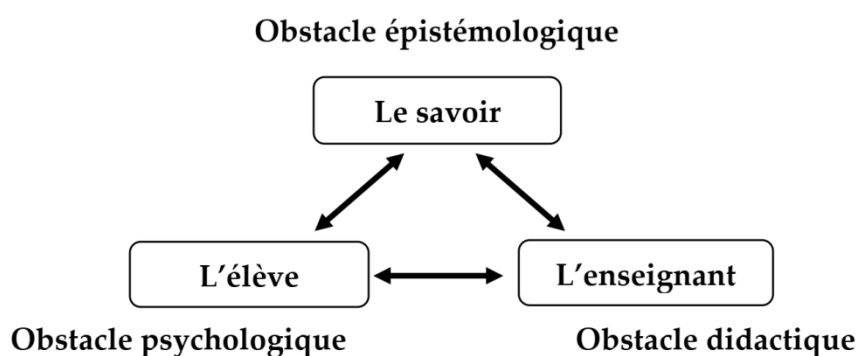 Obstacle épistémologique
Le savoir
L’élève
L’enseignant
Obstacle psychologique
Obstacle didactique